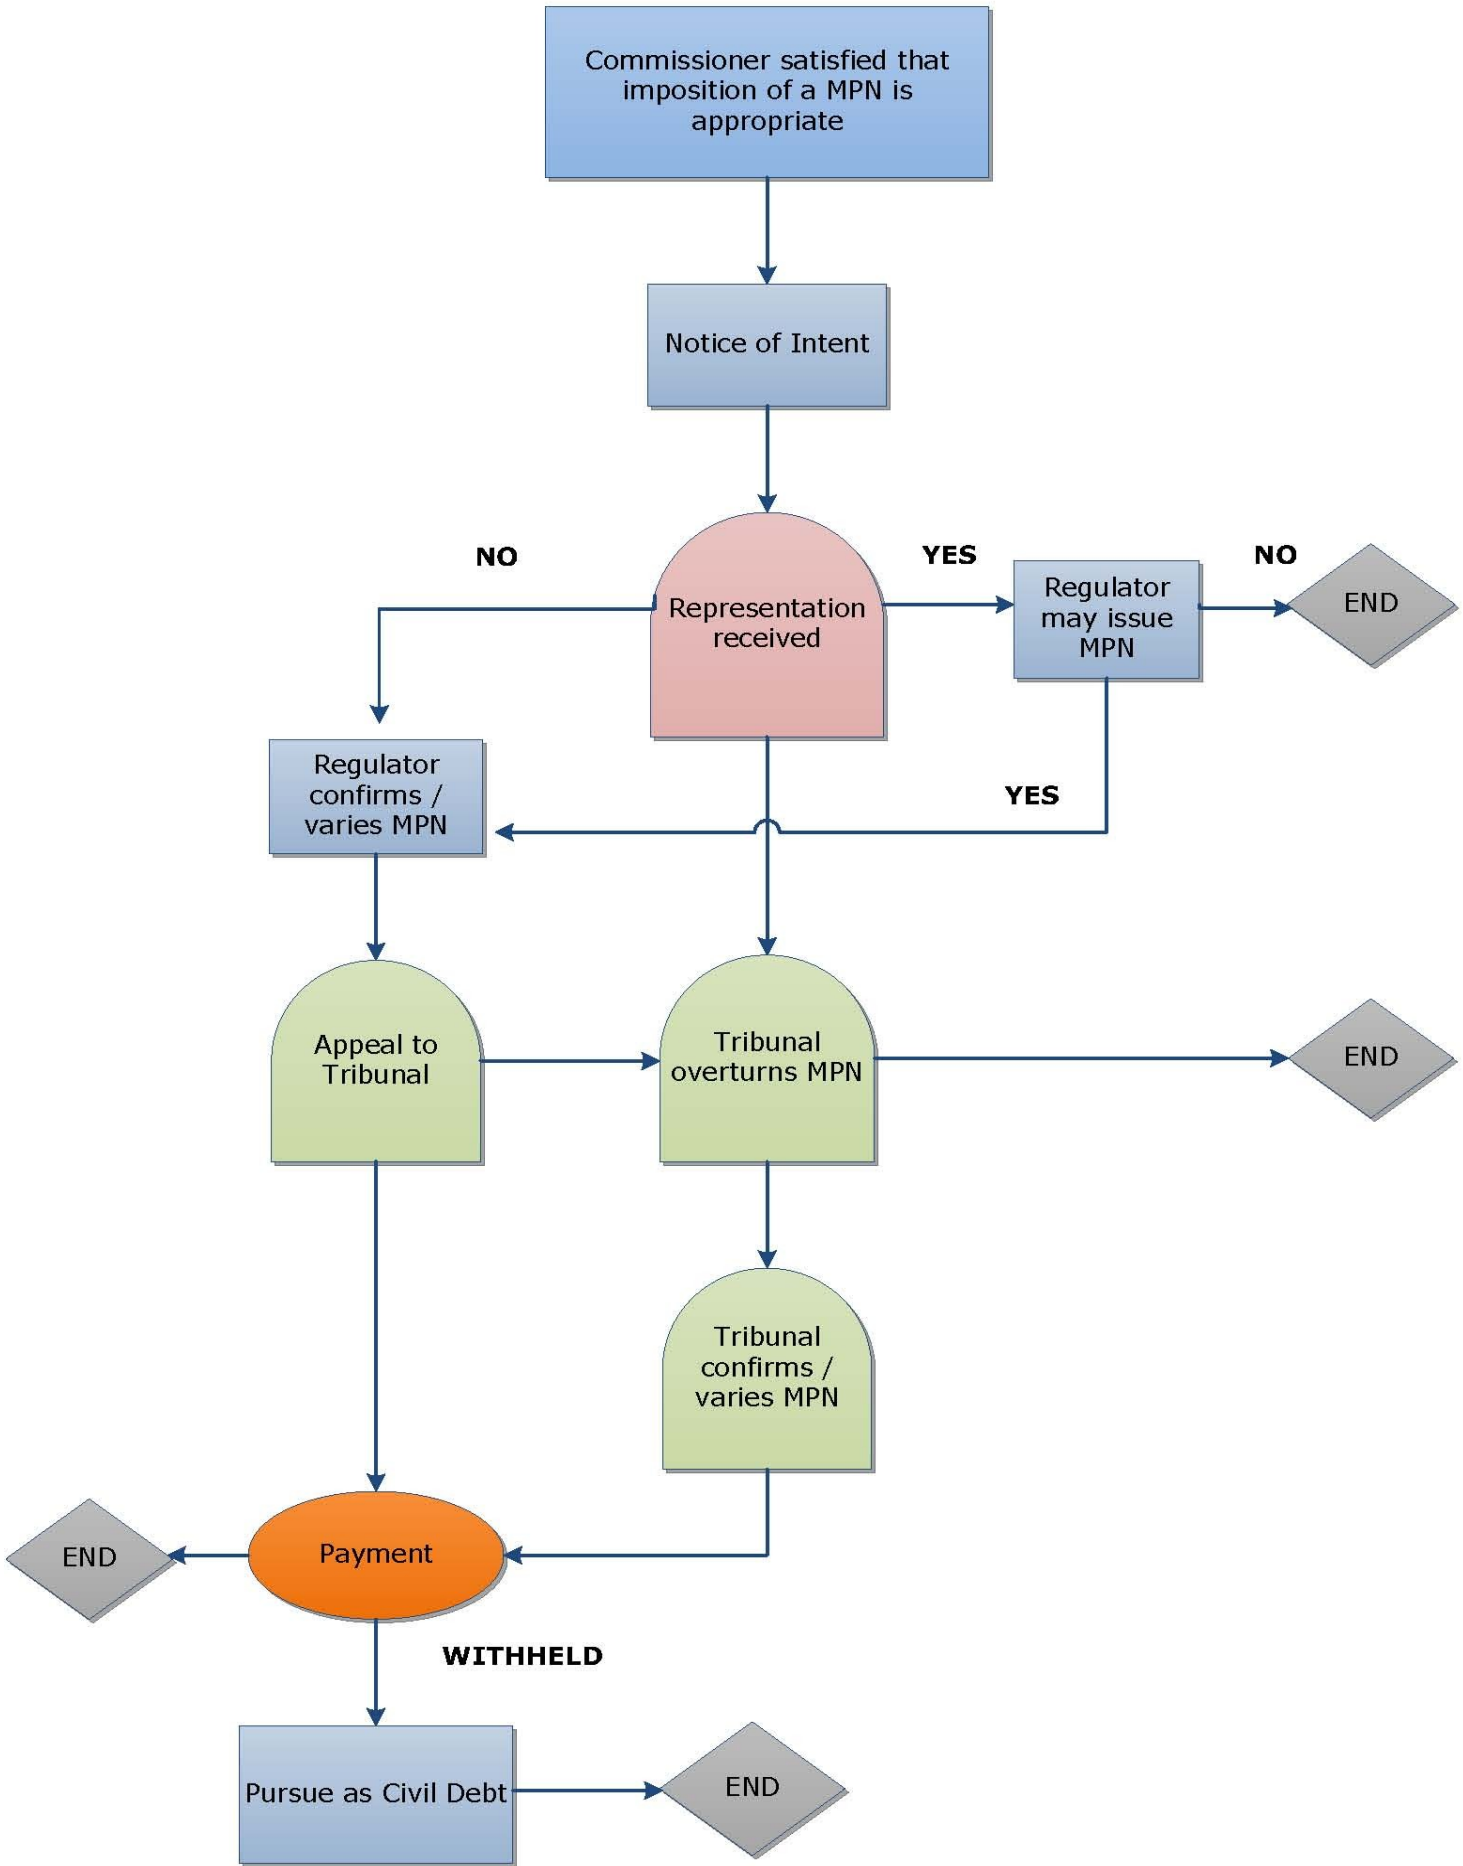 Commissioner satisfied that
imposition of a MPN is
appropriate
Notice of Intent
NO
YES
NO
Representation
received
Regulator
may issue
MPN
END
Regulator
confirms /
varies MPN
YES
Appeal to
Tribunal
Tribunal
overturns MPN
END
Tribunal
confirms /
varies MPN
END
Payment
WITHHELD
Pursue as Civil Debt
END